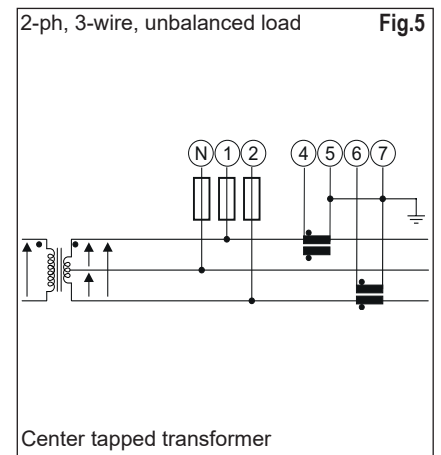 2-ph, 3-wire, unbalanced load Fig.5
N 1 2 4 5 6 7
Center tapped transformer